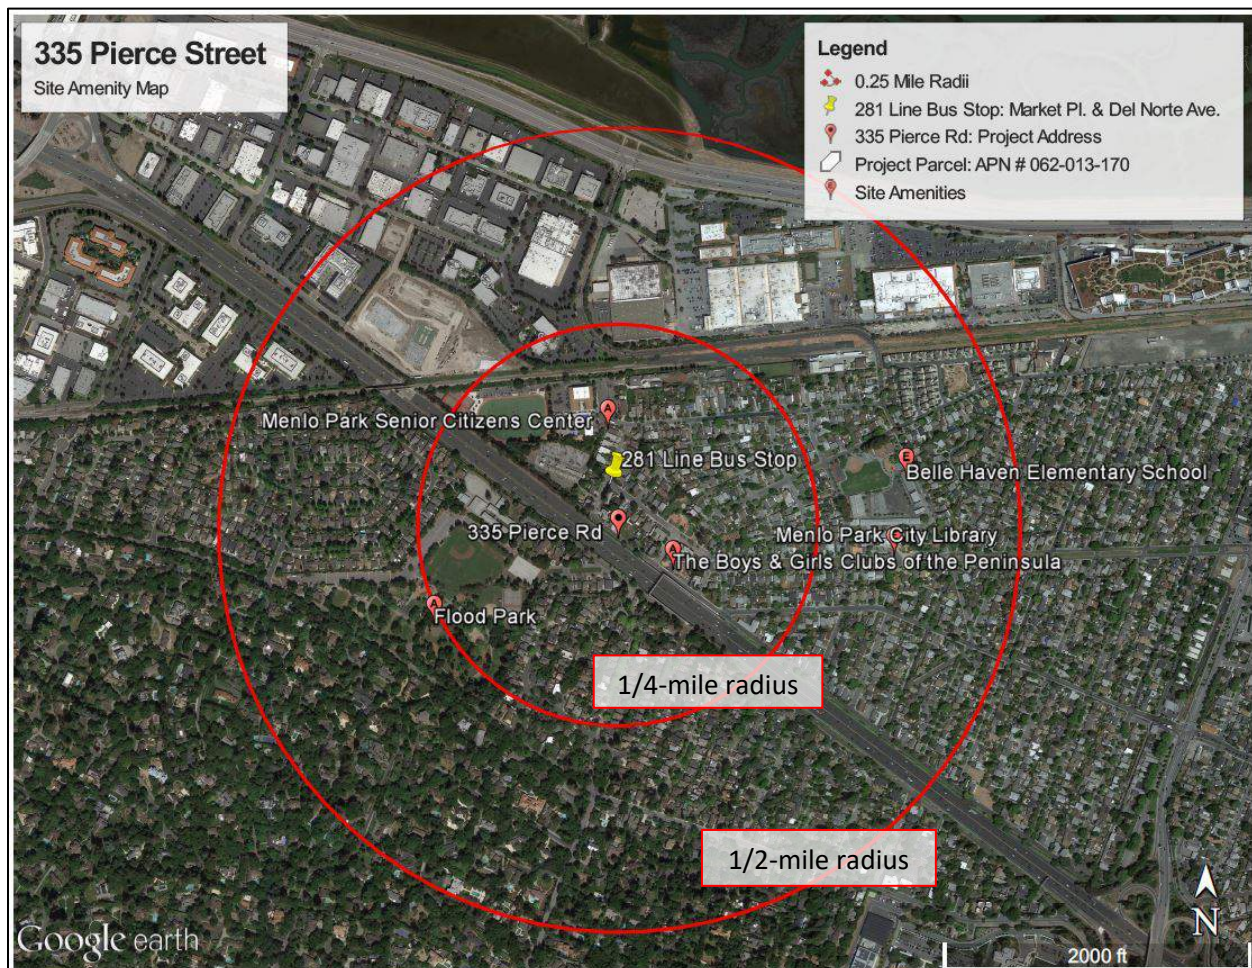 335 Pierce Street
Site Amenity Map
Legend
0.25 Mile Radii
281 Line Bus Stop: Market Pl. & Del Norte Ave.
335 Pierce Rd: Project Address
Project Parcel: APN # 062-013-170
E
Site Amenities
A
Menlo Park Senior Citizens Center
281 Line Bus Stop
E
Belle Haven Elementary School
335 Pierce Rd
Menlo Park City Library
A
The Boys & Girls Clubs of the Peninsula
A
Flood Park
1/4-mile radius
1/2-mile radius
N
Google earth
2000 ft